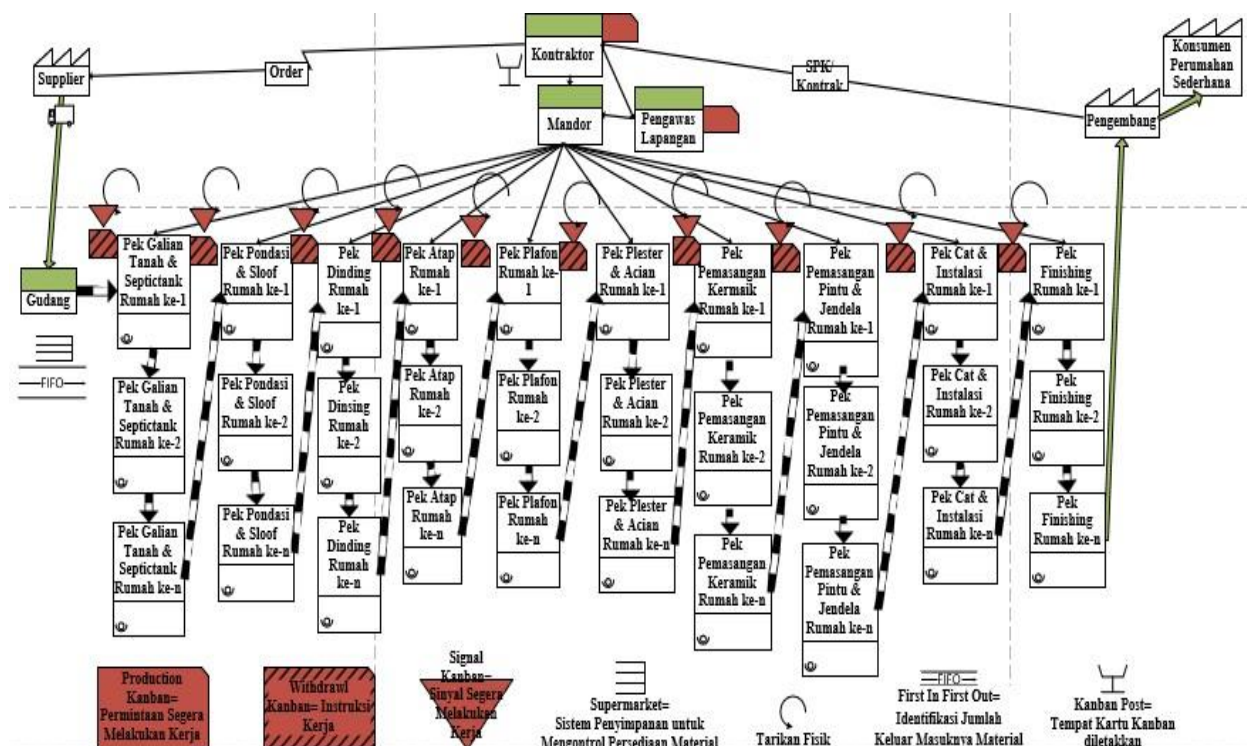 Kontraktor
Konsumen
Perumahan
Sederhana
Supplier
Order
SPK/
Kontrak
Mandor
Pengawas
Lapangan
Pengembang
Gudang
FIFO
Pek Galian
Tanah &
Septictank
Rumah ke-1
Pek Galian
Tanah &
Septictank
Rumah ke-2
Pek Galian
Tanah &
Septictank
Rumah ke-n
Pek Pondasi
& Sloof
Rumah ke-1
Pek Pondasi
& Sloof
Rumah ke-2
Pek Pondasi
& Sloof
Rumah ke-n
Pek
Dinding
Rumah
ke-1
Pek
Dinsing
Rumah
ke-2
Pek
Dinding
Rumah
ke-n
Pek Atap
Rumah
ke-1
Pek Atap
Rumah
ke-2
Pek Atap
Rumah
ke-n
Pek Plafon
Rumah ke-
1
Pek Plafon
Rumah
ke-2
Pek Plafon
Rumah
ke-n
Pek Plester
& Acian
Rumah ke-1
Pek Plester
& Acian
Rumah ke-2
Pek Plester
& Acian
Rumah ke-n
Pek
Pemasangan
Kermaik
Rumah ke-1
Pek
Pemasangan
Keramik
Rumah ke-2
Pek
Pemasangan
Keramik
Rumah ke-n
Pek
Pemasangan
Pintu &
Jendela
Rumah ke-1
Pek
Pemasangan
Pintu &
Jendela
Rumah ke-2
Pek
Pemasangan
Pintu &
Jendela
Rumah ke-n
Pek Cat &
Instalasi
Rumah ke-1
Pek Cat &
Instalasi
Rumah ke-2
Pek Cat &
Instalasi
Rumah ke-n
Pek
Finishing
Rumah ke-1
Pek
Finishing
Rumah ke-2
Pek
Finishing
Rumah ke-n
Production
Kanban=
Permintaan Segera
Melakukan Kerja
Withdrawl
Kanban= Instruksi
Kerja
Signal
Kanban=
Sinyal Segera
Melakukan
Kerja
Supermarket=
Sistem Penyimpanan untuk
Mengontrol Persediaan Material
Tarikan Fisik
FIFO
First In First Out=
Identifikasi Jumlah
Keluar Masuknya Material
Kanban Post=
Tempat Kartu Kanban
diletakkan